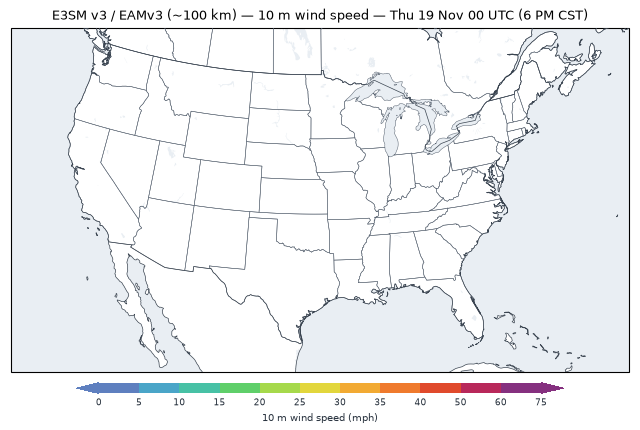 E3SM v3 / EAMv3 (~100 km) — 10 m wind speed — Thu 19 Nov 00 UTC (6 PM CST)
0 5 10 15 20 25 30 35 40 50 60 75
10 m wind speed (mph)